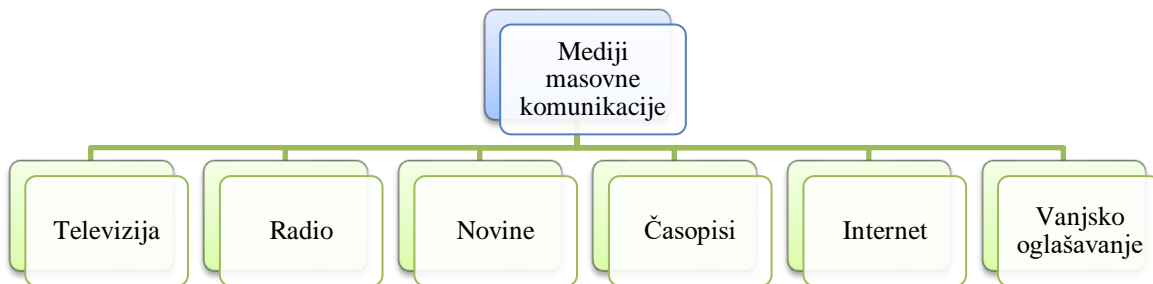 Mediji
masovne
komunikacije
Televizija
Radio
Novine
Časopisi
Internet
Vanjsko
oglašavanje